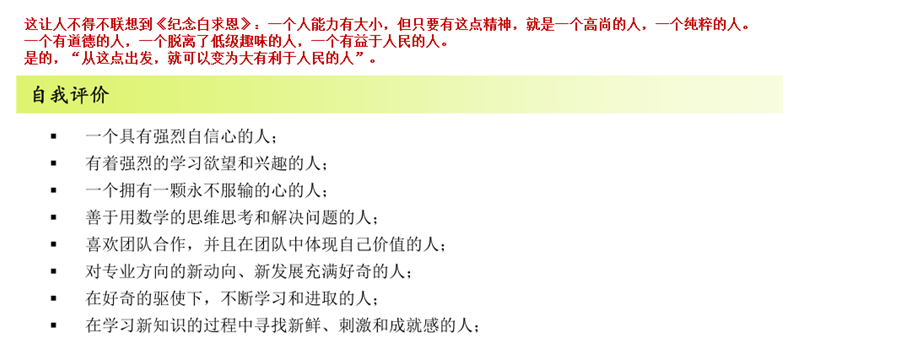 这让人不得不联想到《纪念白求恩》：一个人能力有大小，但只要有这点精神，就是一个高尚的人，一个纯粹的人。
一个有道德的人，一个脱离了低级趣味的人，一个有益于人民的人。
是的，“从这点出发，就可以变为大有利于人民的人”。
自我评价
▪ 一个具有强烈自信心的人；
▪ 有着强烈的学习欲望和兴趣的人；
▪ 一个拥有一颗永不服输的心的人；
▪ 善于用数学的思维思考和解决问题的人；
▪ 喜欢团队合作，并且在团队中体现自己价值的人；
▪ 对专业方向的新动向、新发展充满好奇的人；
▪ 在好奇的驱使下，不断学习和进取的人；
▪ 在学习新知识的过程中寻找新鲜、刺激和成就感的人；